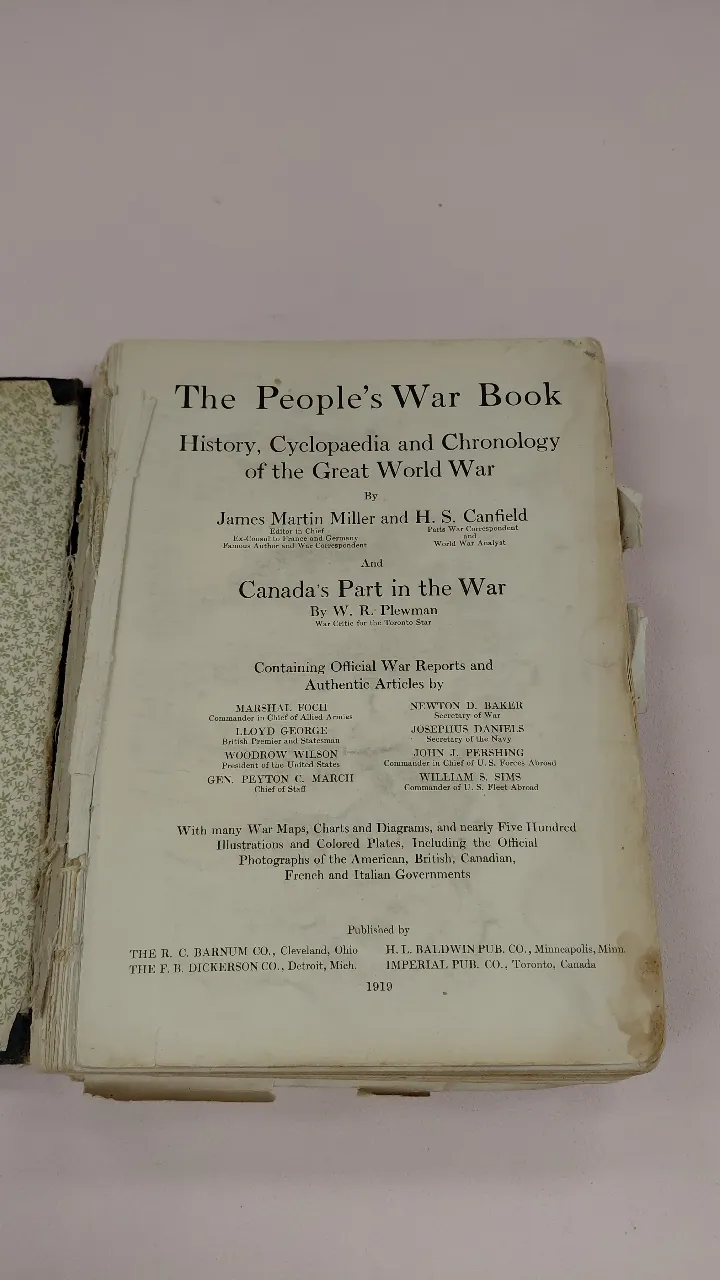 The People's War Book
History, Cyclopaedia and Chronology
of the Great World War
By
James Martin Miller and H. S. Canfield
Editor in Chief
Ex-Consul to France and Germany
Famous Author and War Correspondent
Paris War Correspondent
and
World War Analyst
And
Canada's Part in the War
By W. R. Plewman
War Critic for the Toronto Star
Containing Official War Reports and
Authentic Articles by
MARSHAL FOCH
Commander in Chief of Allied Armies
LLOYD GEORGE
British Premier and Statesman
WOODROW WILSON
President of the United States
GEN. PEYTON C. MARCH
Chief of Staff
NEWTON D. BAKER
Secretary of War
JOSEPHUS DANIELS
Secretary of the Navy
JOHN J. PERSHING
Commander in Chief of U. S. Forces Abroad
WILLIAM S. SIMS
Commander of U. S. Fleet Abroad
With many War Maps, Charts and Diagrams, and nearly Five Hundred
Illustrations and Colored Plates, Including the Official
Photographs of the American, British, Canadian,
French and Italian Governments
Published by
THE R. C. BARNUM CO., Cleveland, Ohio
THE F. B. DICKERSON CO., Detroit, Mich.
H. L. BALDWIN PUB. CO., Minneapolis, Minn.
IMPERIAL PUB. CO., Toronto, Canada
1919